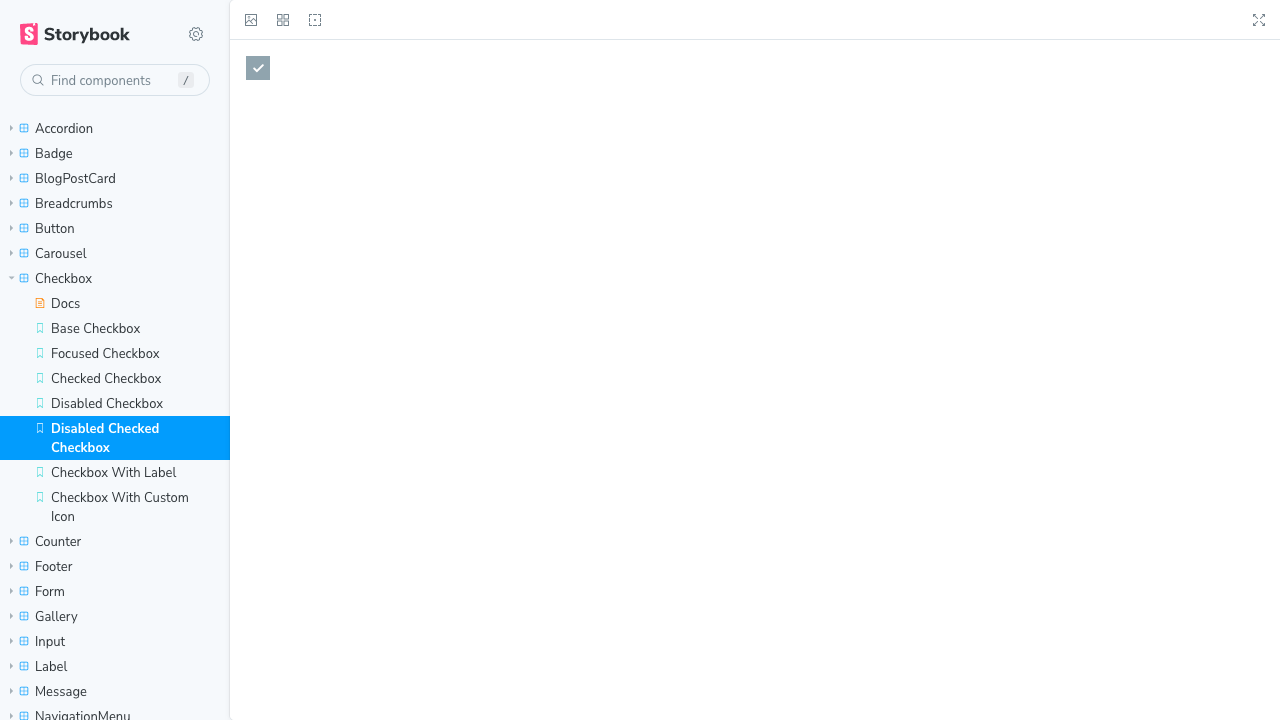 Storybook
Find components
/
Accordion
Badge
BlogPostCard
Breadcrumbs
Button
Carousel
Checkbox
Docs
Base Checkbox
Focused Checkbox
Checked Checkbox
Disabled Checkbox
Disabled Checked
Checkbox
Checkbox With Label
Checkbox With Custom
Icon
Counter
Footer
Form
Gallery
Input
Label
Message
NavigationMenu